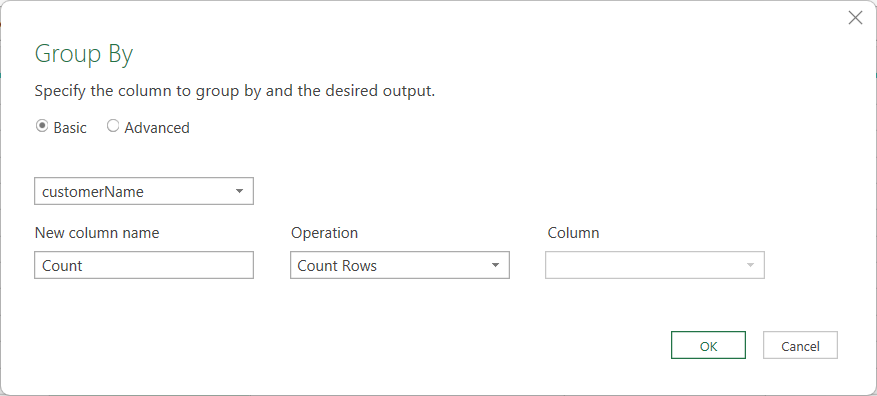 Group By
Specify the column to group by and the desired output.
Basic Advanced
customerName
New column name Operation Column
Count Count Rows
OK Cancel